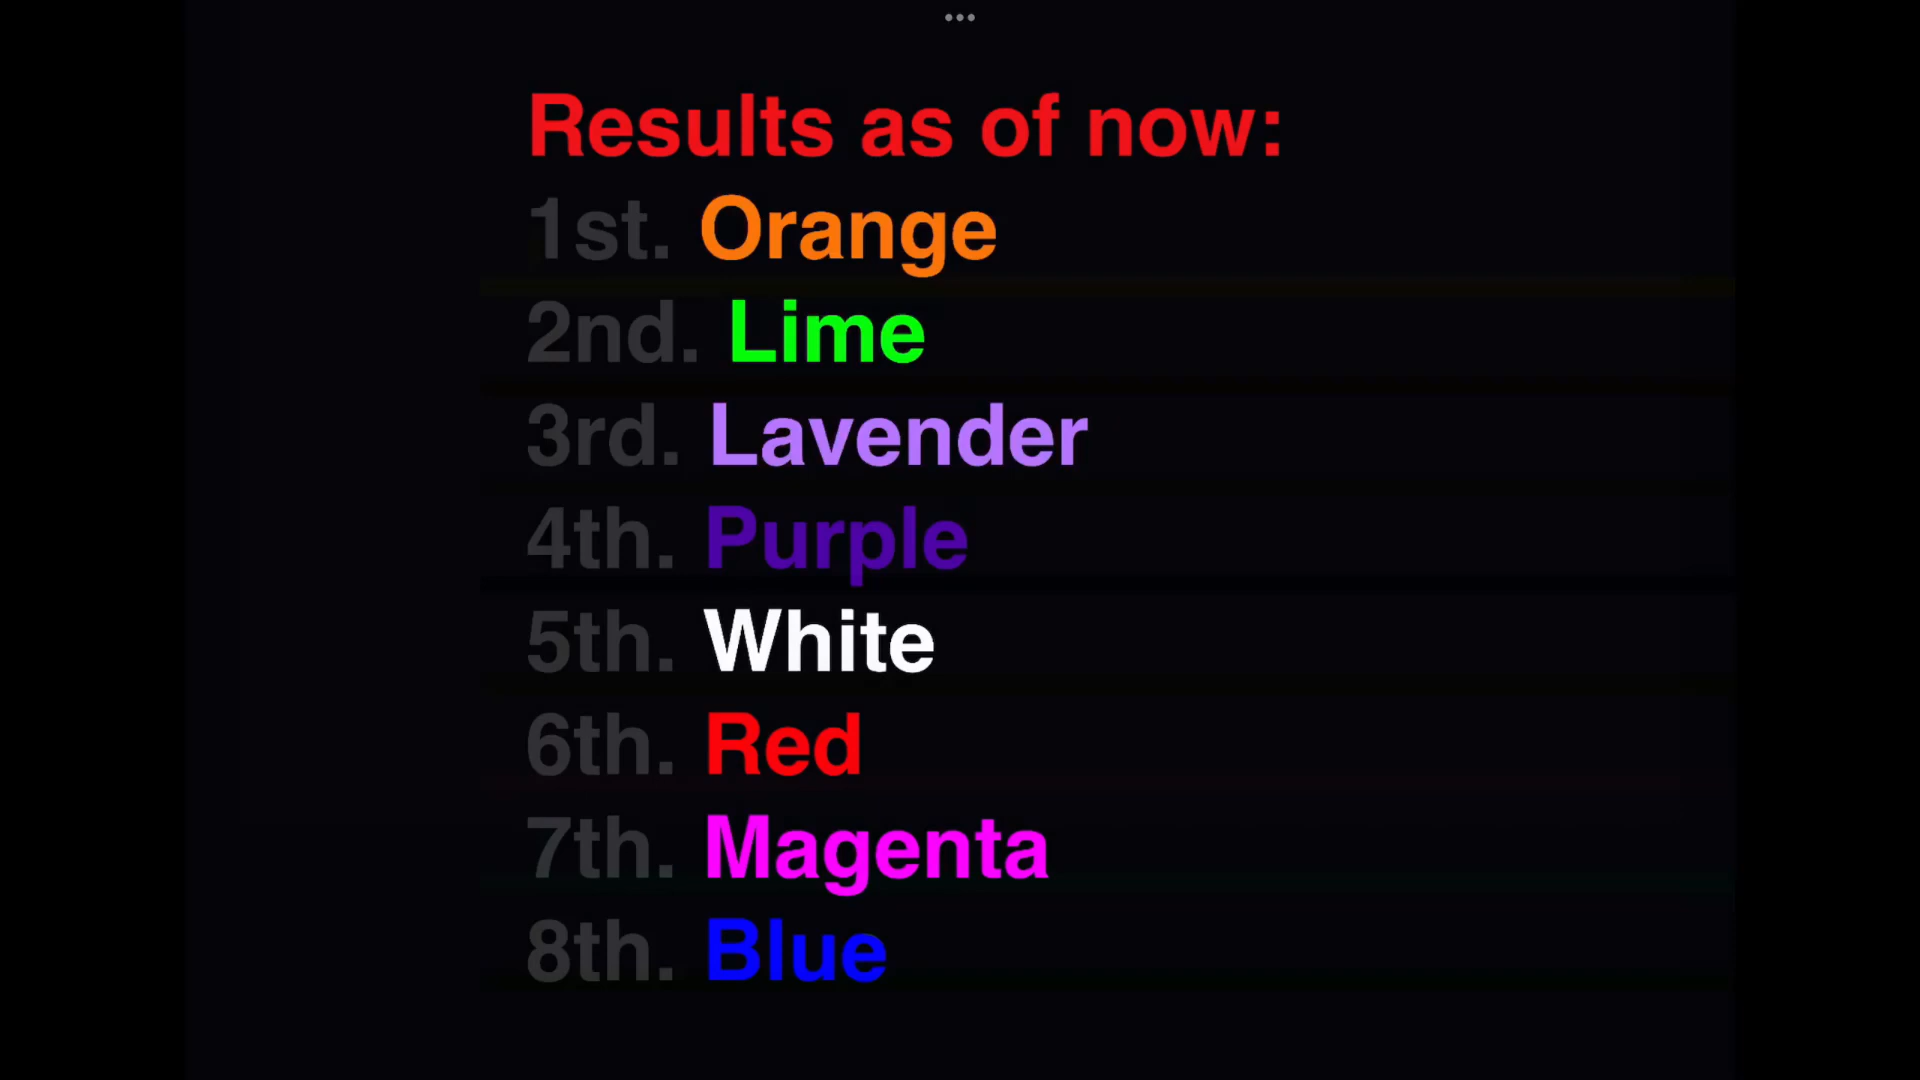 Results as of now:
1st. Orange
2nd. Lime
3rd. Lavender
4th. Purple
5th. White
6th. Red
7th. Magenta
8th. Blue